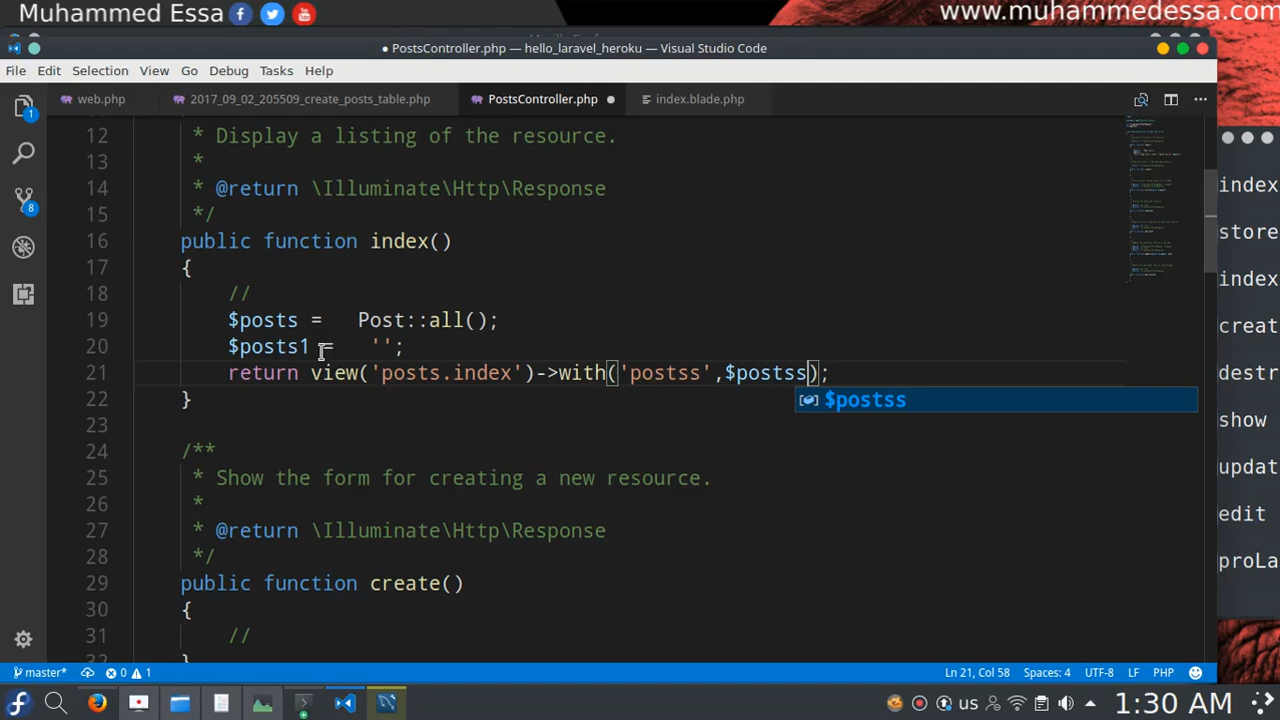 Muhammed Essa
www.muhammedessa.com
● PostsController.php — hello_laravel_heroku — Visual Studio Code
File Edit Selection View Go Debug Tasks Help
web.php 2017_09_02_205509_create_posts_table.php PostsController.php ● index.blade.php
1
8
12 * Display a listing of the resource.
13 *
14 * @return \Illuminate\Http\Response
15 */
16 public function index()
17 {
18 //
19 $posts = Post::all();
20 $posts1 = '';
21 return view('posts.index')->with('postss',$postss);
$postss
22 }
23
24 /**
25 * Show the form for creating a new resource.
26 *
27 * @return \Illuminate\Http\Response
28 */
29 public function create()
30 {
31 //
32 }
index
store
index
creat
destr
show
updat
edit
proLa
master* 0 1 Ln 21, Col 58 Spaces: 4 UTF-8 LF PHP
us 1:30 AM